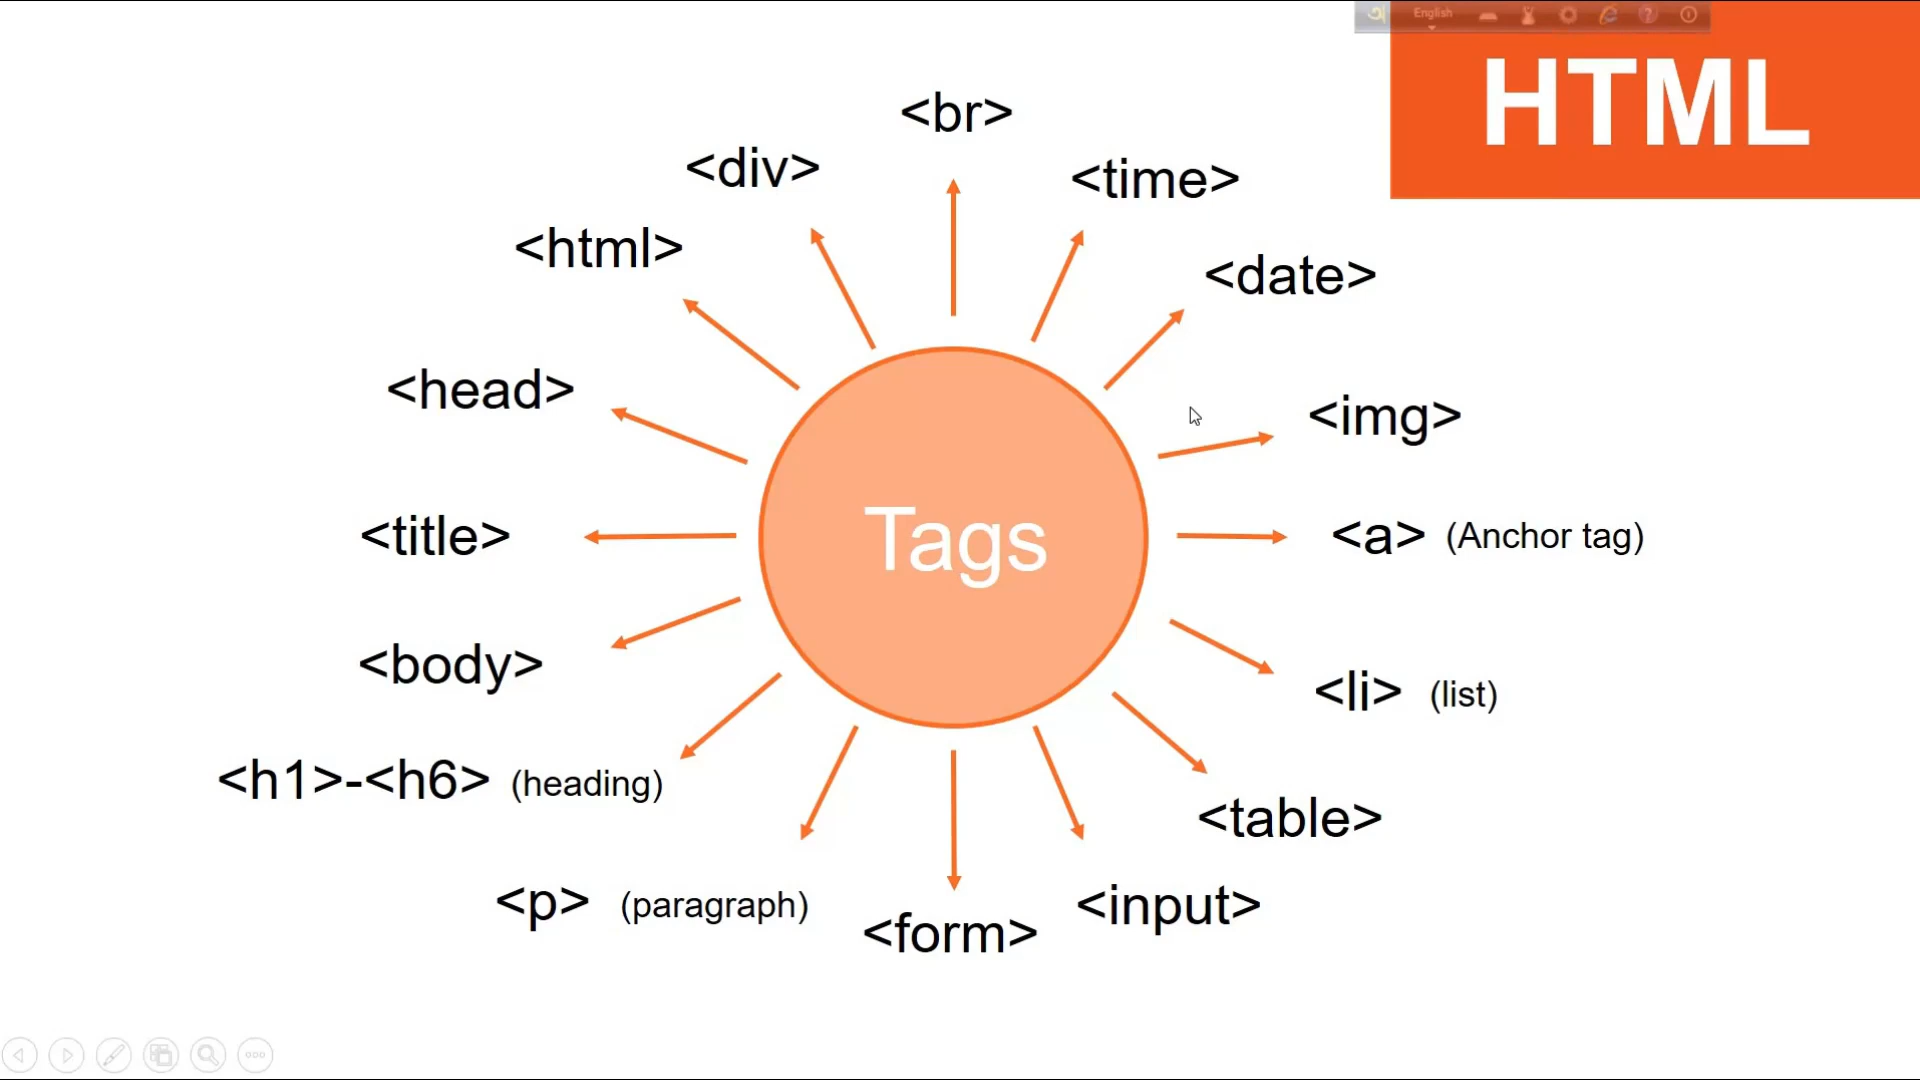 অ English
HTML
<br>
<div>
<time>
<html>
<date>
<head>
<img>
Tags
<title>
<a> (Anchor tag)
<body>
<li> (list)
<h1>-<h6> (heading)
<table>
<p> (paragraph)
<input>
<form>